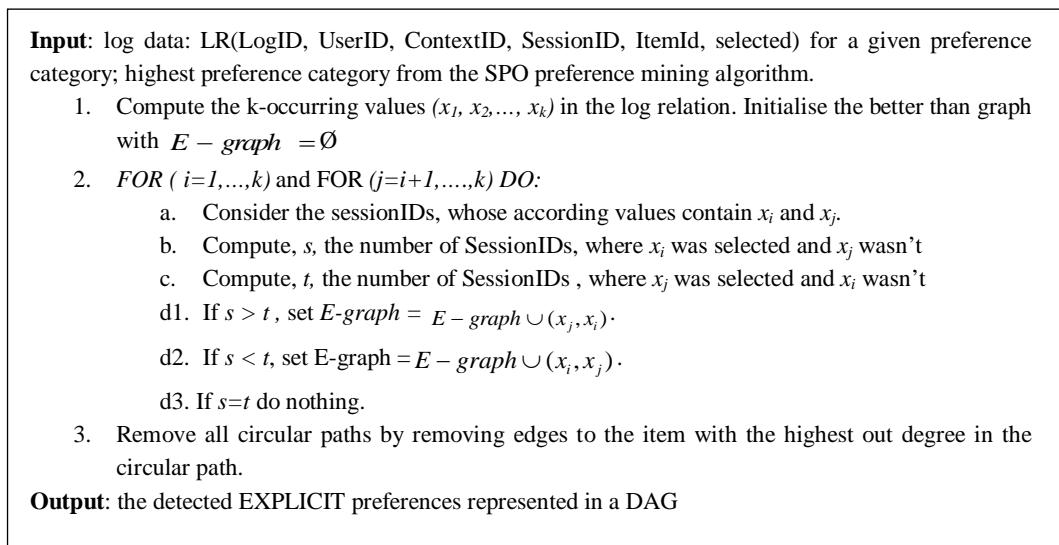 Input: log data: LR(LogID, UserID, ContextID, SessionID, ItemId, selected) for a given preference
category; highest preference category from the SPO preference mining algorithm.
1. Compute the k-occurring values (x₁, x₂,..., xₖ) in the log relation. Initialise the better than graph
with E − graph = Ø
2. FOR ( i=1,...,k) and FOR (j=i+1,....,k) DO:
a. Consider the sessionIDs, whose according values contain xᵢ and xⱼ.
b. Compute, s, the number of SessionIDs, where xᵢ was selected and xⱼ wasn't
c. Compute, t, the number of SessionIDs , where xⱼ was selected and xᵢ wasn't
d1. If s > t , set E-graph = E − graph ∪ (xⱼ, xᵢ).
d2. If s < t, set E-graph = E − graph ∪ (xᵢ, xⱼ).
d3. If s=t do nothing.
3. Remove all circular paths by removing edges to the item with the highest out degree in the
circular path.
Output: the detected EXPLICIT preferences represented in a DAG